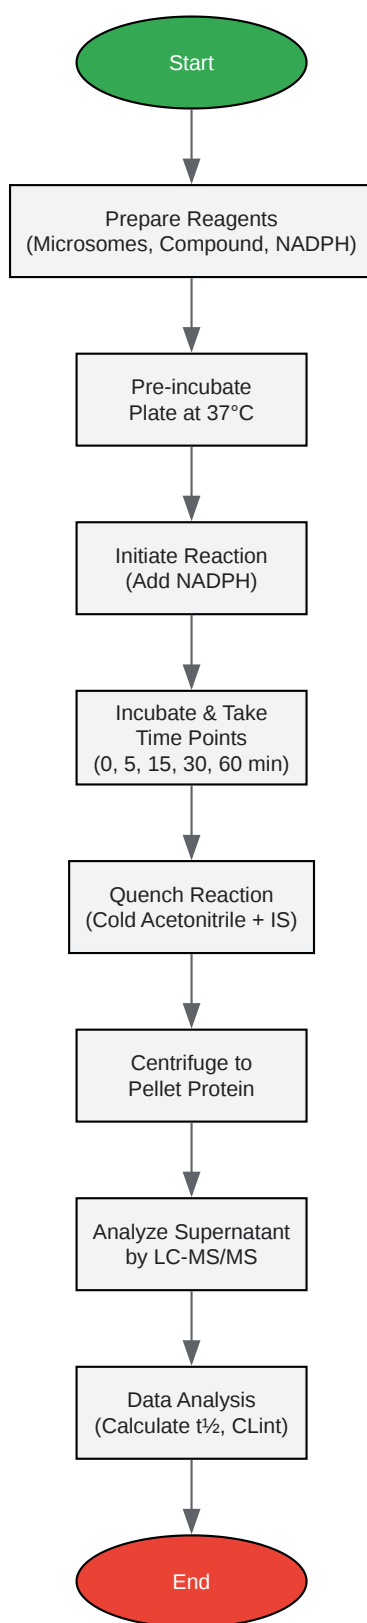 Start
Prepare Reagents
(Microsomes, Compound, NADPH)
Pre-incubate
Plate at 37°C
Initiate Reaction
(Add NADPH)
Incubate & Take
Time Points
(0, 5, 15, 30, 60 min)
Quench Reaction
(Cold Acetonitrile + IS)
Centrifuge to
Pellet Protein
Analyze Supernatant
by LC-MS/MS
Data Analysis
(Calculate t½, CLint)
End